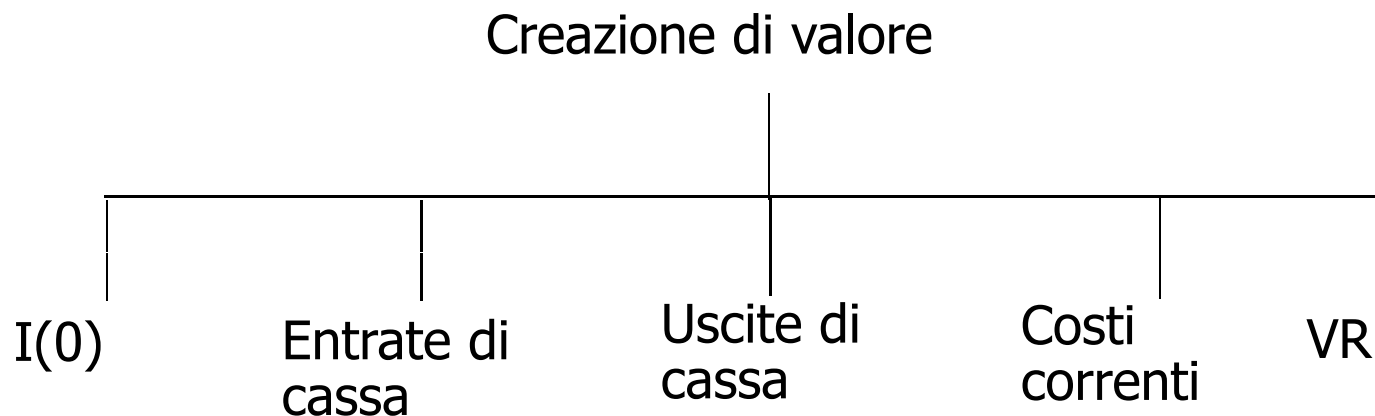 Creazione di valore
I(0)
Entrate di
cassa
Uscite di
cassa
Costi
correnti
VR